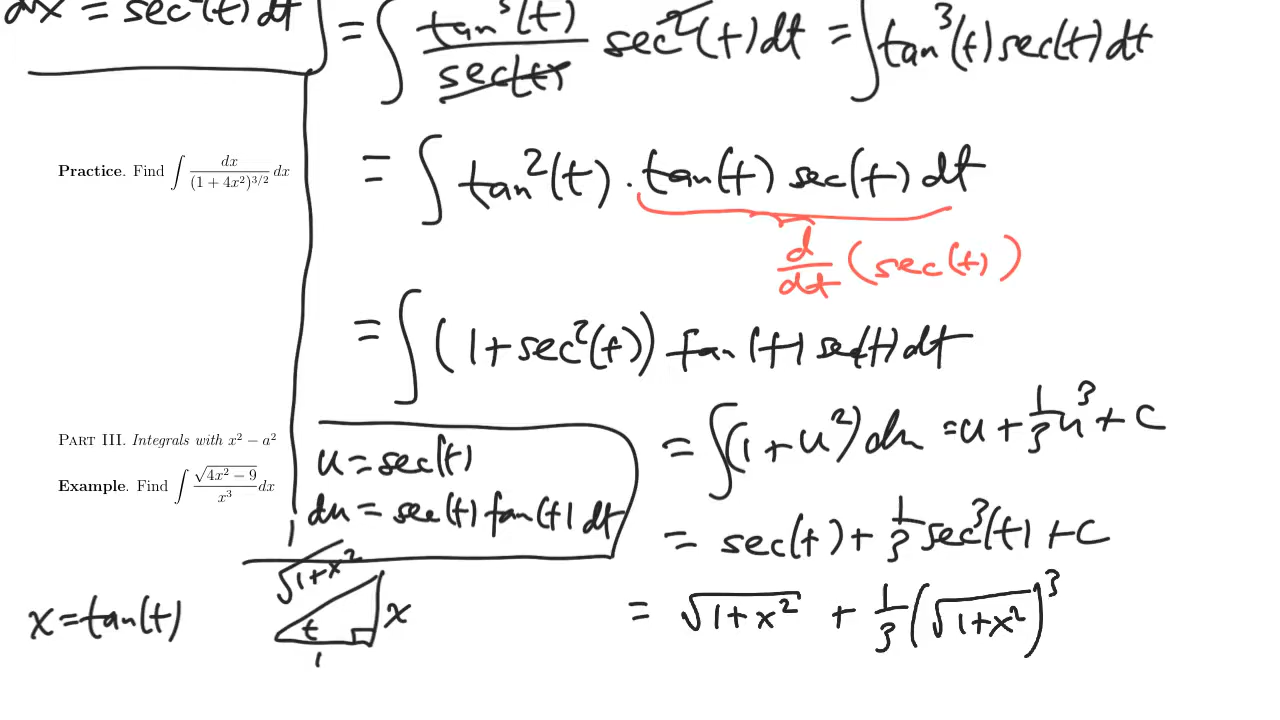 dx = sec²(t) dt
= ∫ tan³(t) / sec(t) sec²(t) dt = ∫ tan³(t) sec(t) dt
Practice. Find ∫ dx / (1 + 4x²)^{3/2} dx
= ∫ tan²(t) · tan(t) sec(t) dt
d/dt (sec(t))
= ∫ (1 + sec²(t)) tan(t) sec(t) dt
Part III. Integrals with x² − a²
Example. Find ∫ √(4x² − 9) / x³ dx
u = sec(t)
du = sec(t) tan(t) dt
= ∫ (1 + u²) du = u + 1/3 u³ + C
= sec(t) + 1/3 sec³(t) + C
= √(1 + x²) + 1/3 (√(1 + x²))³
x = tan(t)
√(1 + x²)
t
x
1